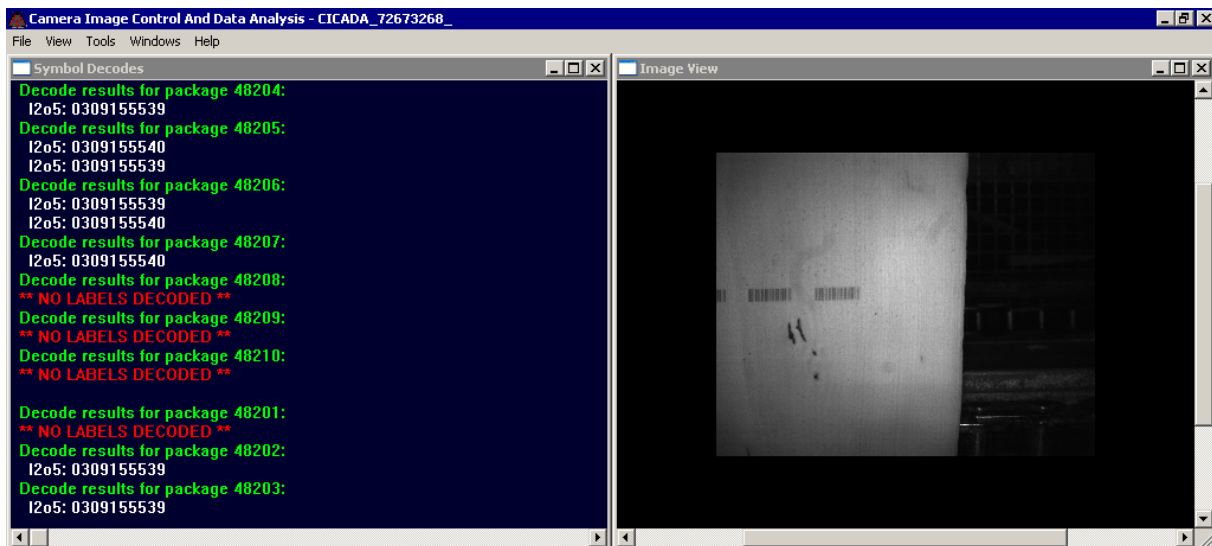 Camera Image Control And Data Analysis - CICADA_72673268_
File View Tools Windows Help
Symbol Decodes
Decode results for package 48204:
I2o5: 0309155539
Decode results for package 48205:
I2o5: 0309155540
I2o5: 0309155539
Decode results for package 48206:
I2o5: 0309155539
I2o5: 0309155540
Decode results for package 48207:
I2o5: 0309155540
Decode results for package 48208:
** NO LABELS DECODED **
Decode results for package 48209:
** NO LABELS DECODED **
Decode results for package 48210:
** NO LABELS DECODED **
Decode results for package 48201:
** NO LABELS DECODED **
Decode results for package 48202:
I2o5: 0309155539
Decode results for package 48203:
I2o5: 0309155539
Image View